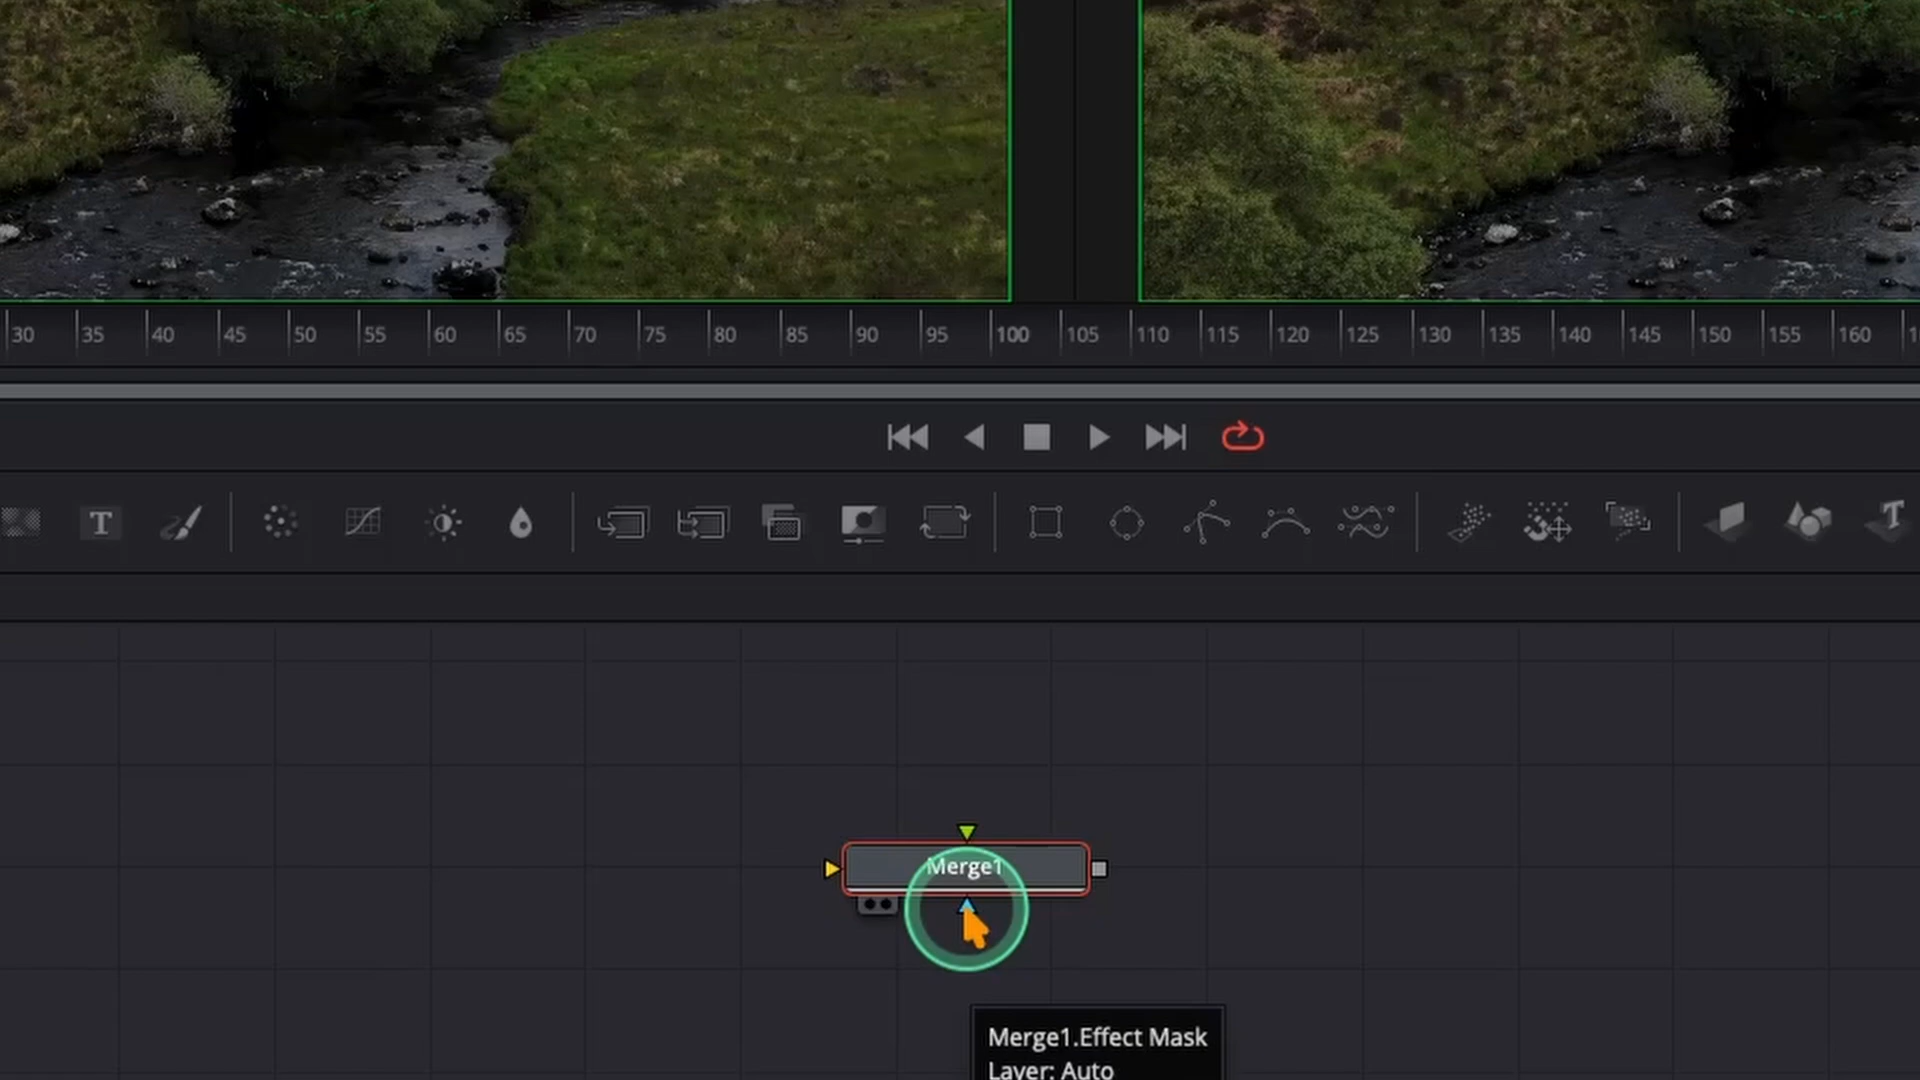 30 35 40 45 50 55 60 65 70 75 80 85 90 95 100 105 110 115 120 125 130 135 140 145 150 155 160
T
T
Merge1
Merge1.Effect Mask
Layer: Auto